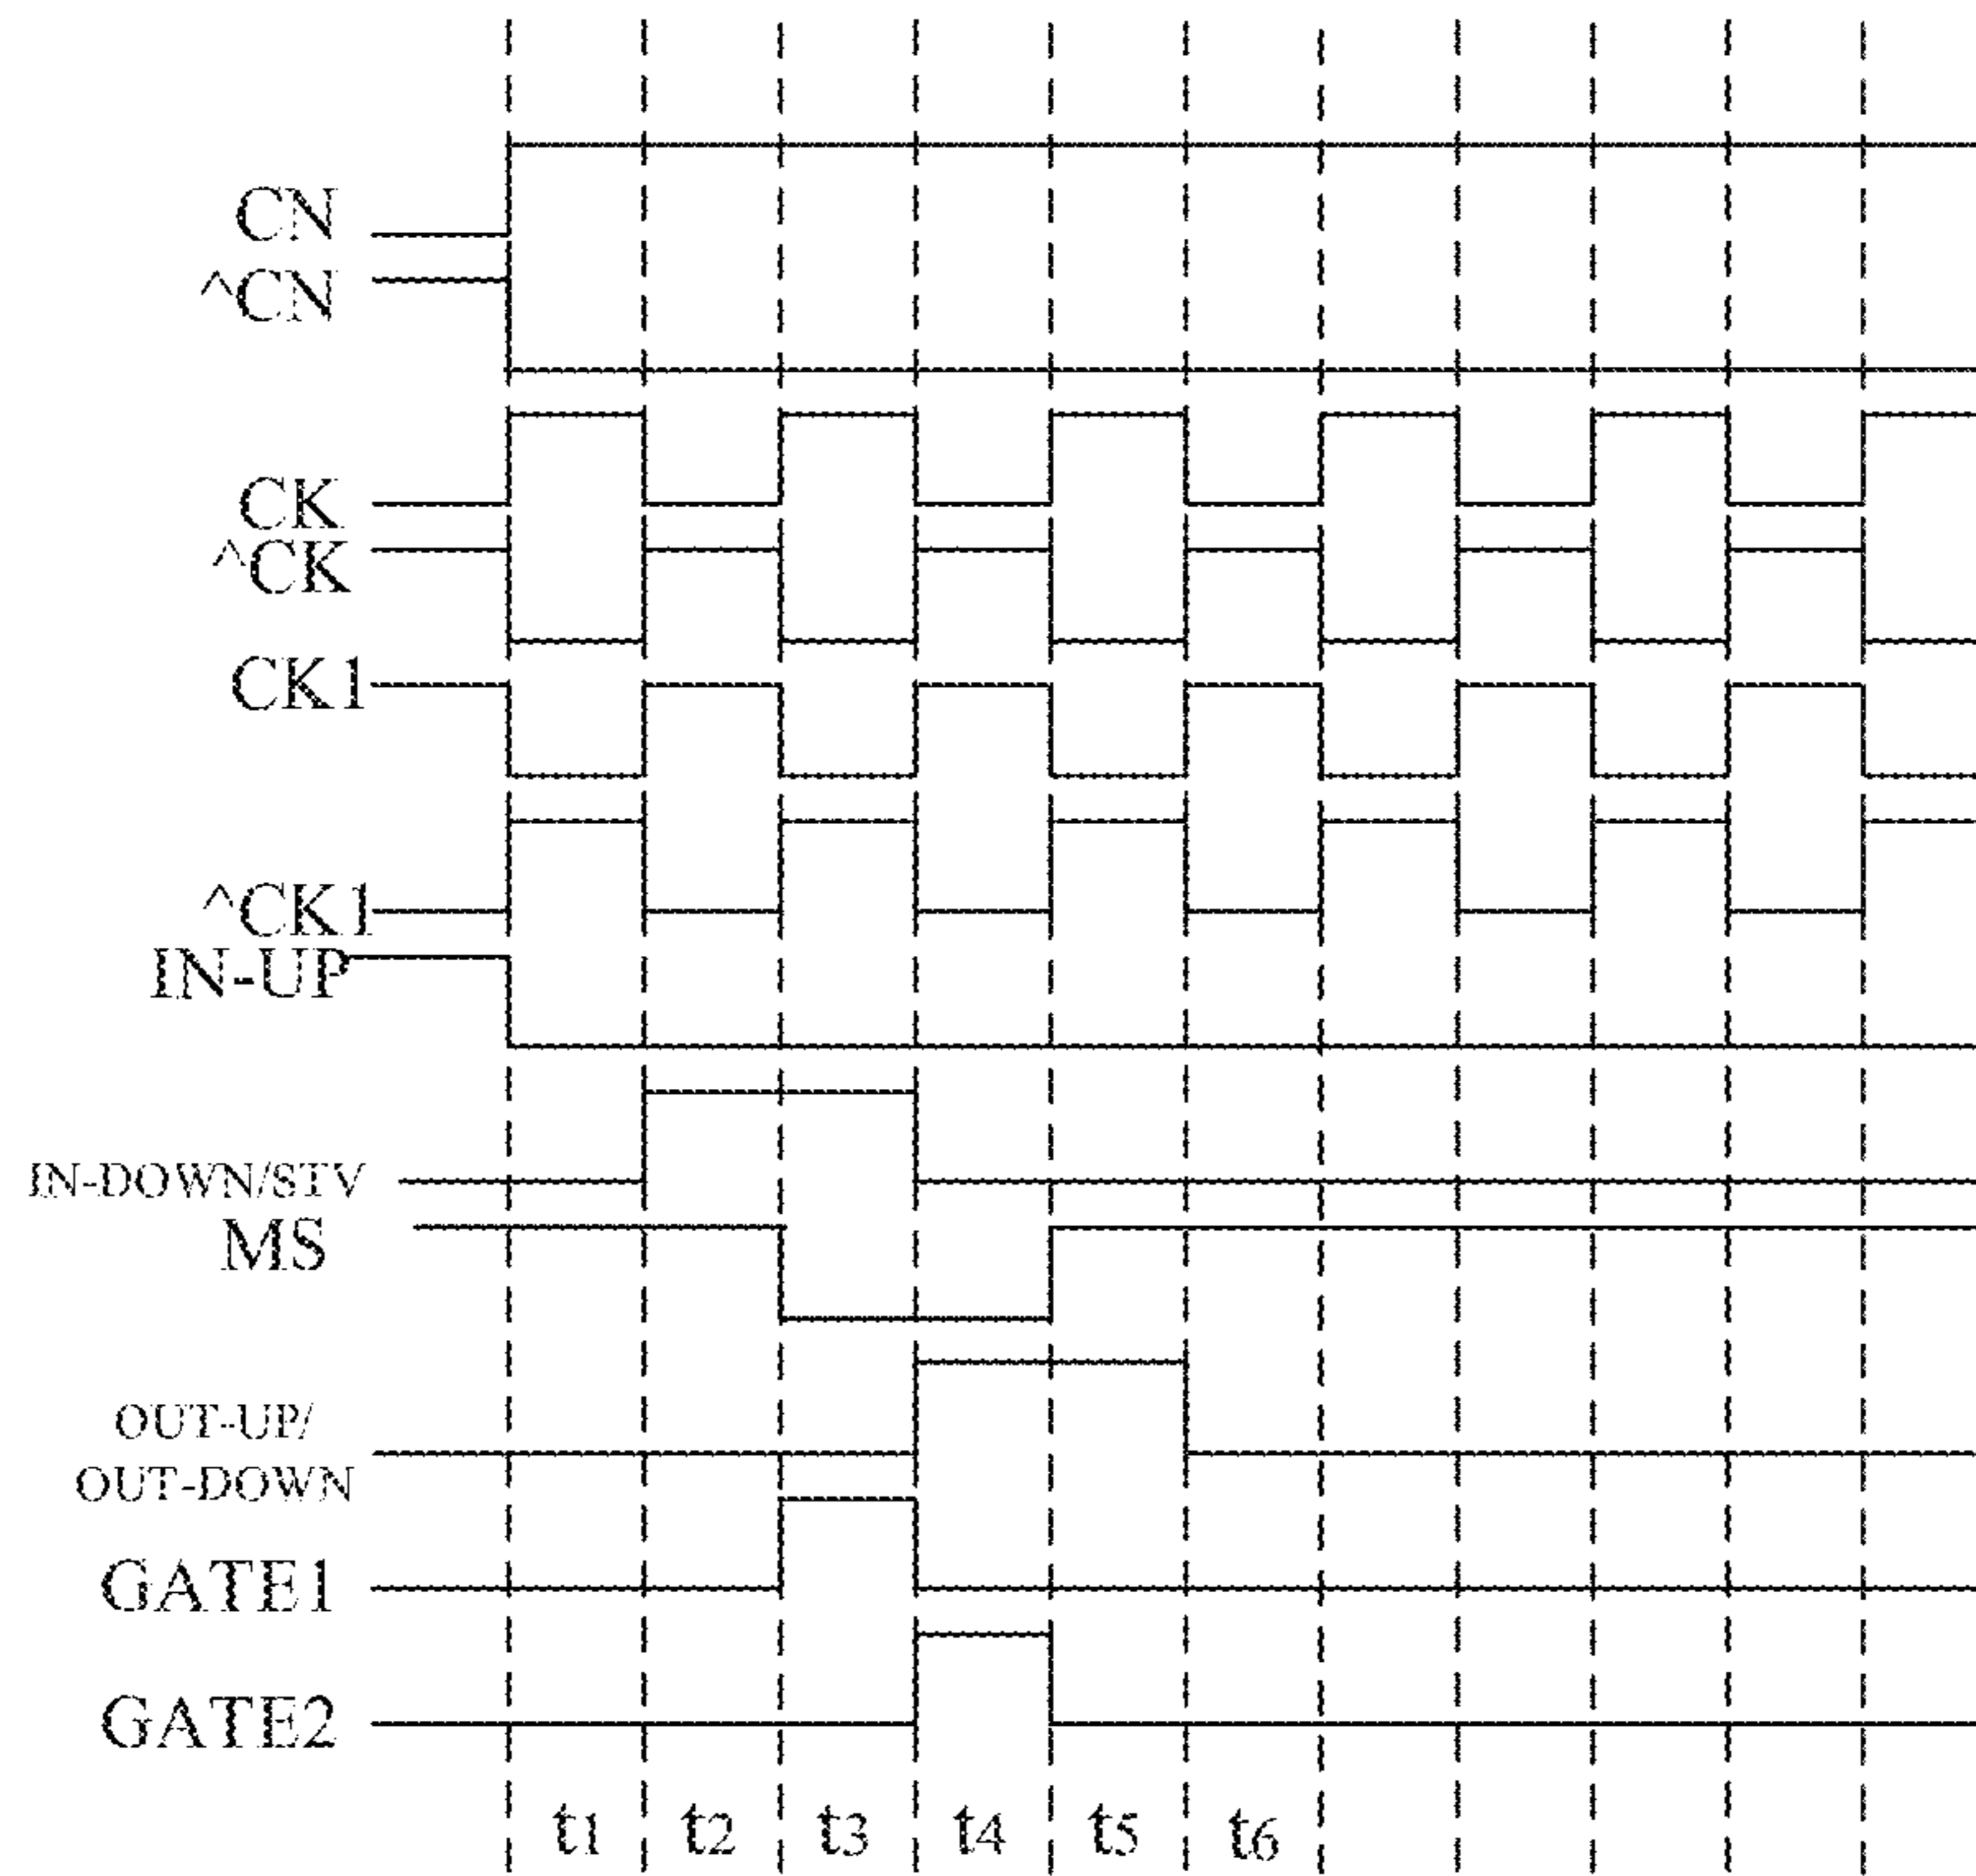 CN
^CN
CK
^CK
CK1
^CK1
IN-UP
IN-DOWN/STV
MS
OUT-UP/
OUT-DOWN
GATE1
GATE2
t1 t2 t3 t4 t5 t6